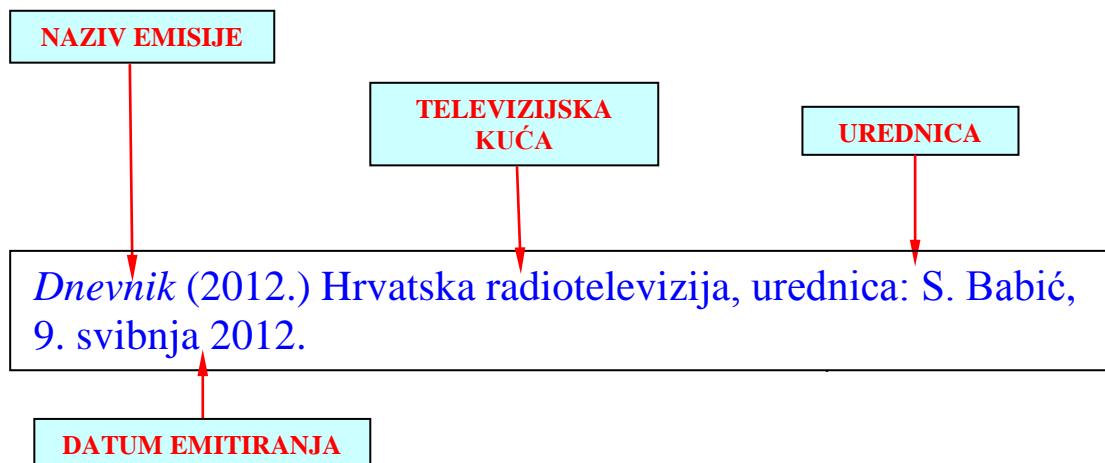 NAZIV EMISIJE
TELEVIZIJSKA
KUĆA
UREDNICA
Dnevnik (2012.) Hrvatska radiotelevizija, urednica: S. Babić,
9. svibnja 2012.
DATUM EMITIRANJA